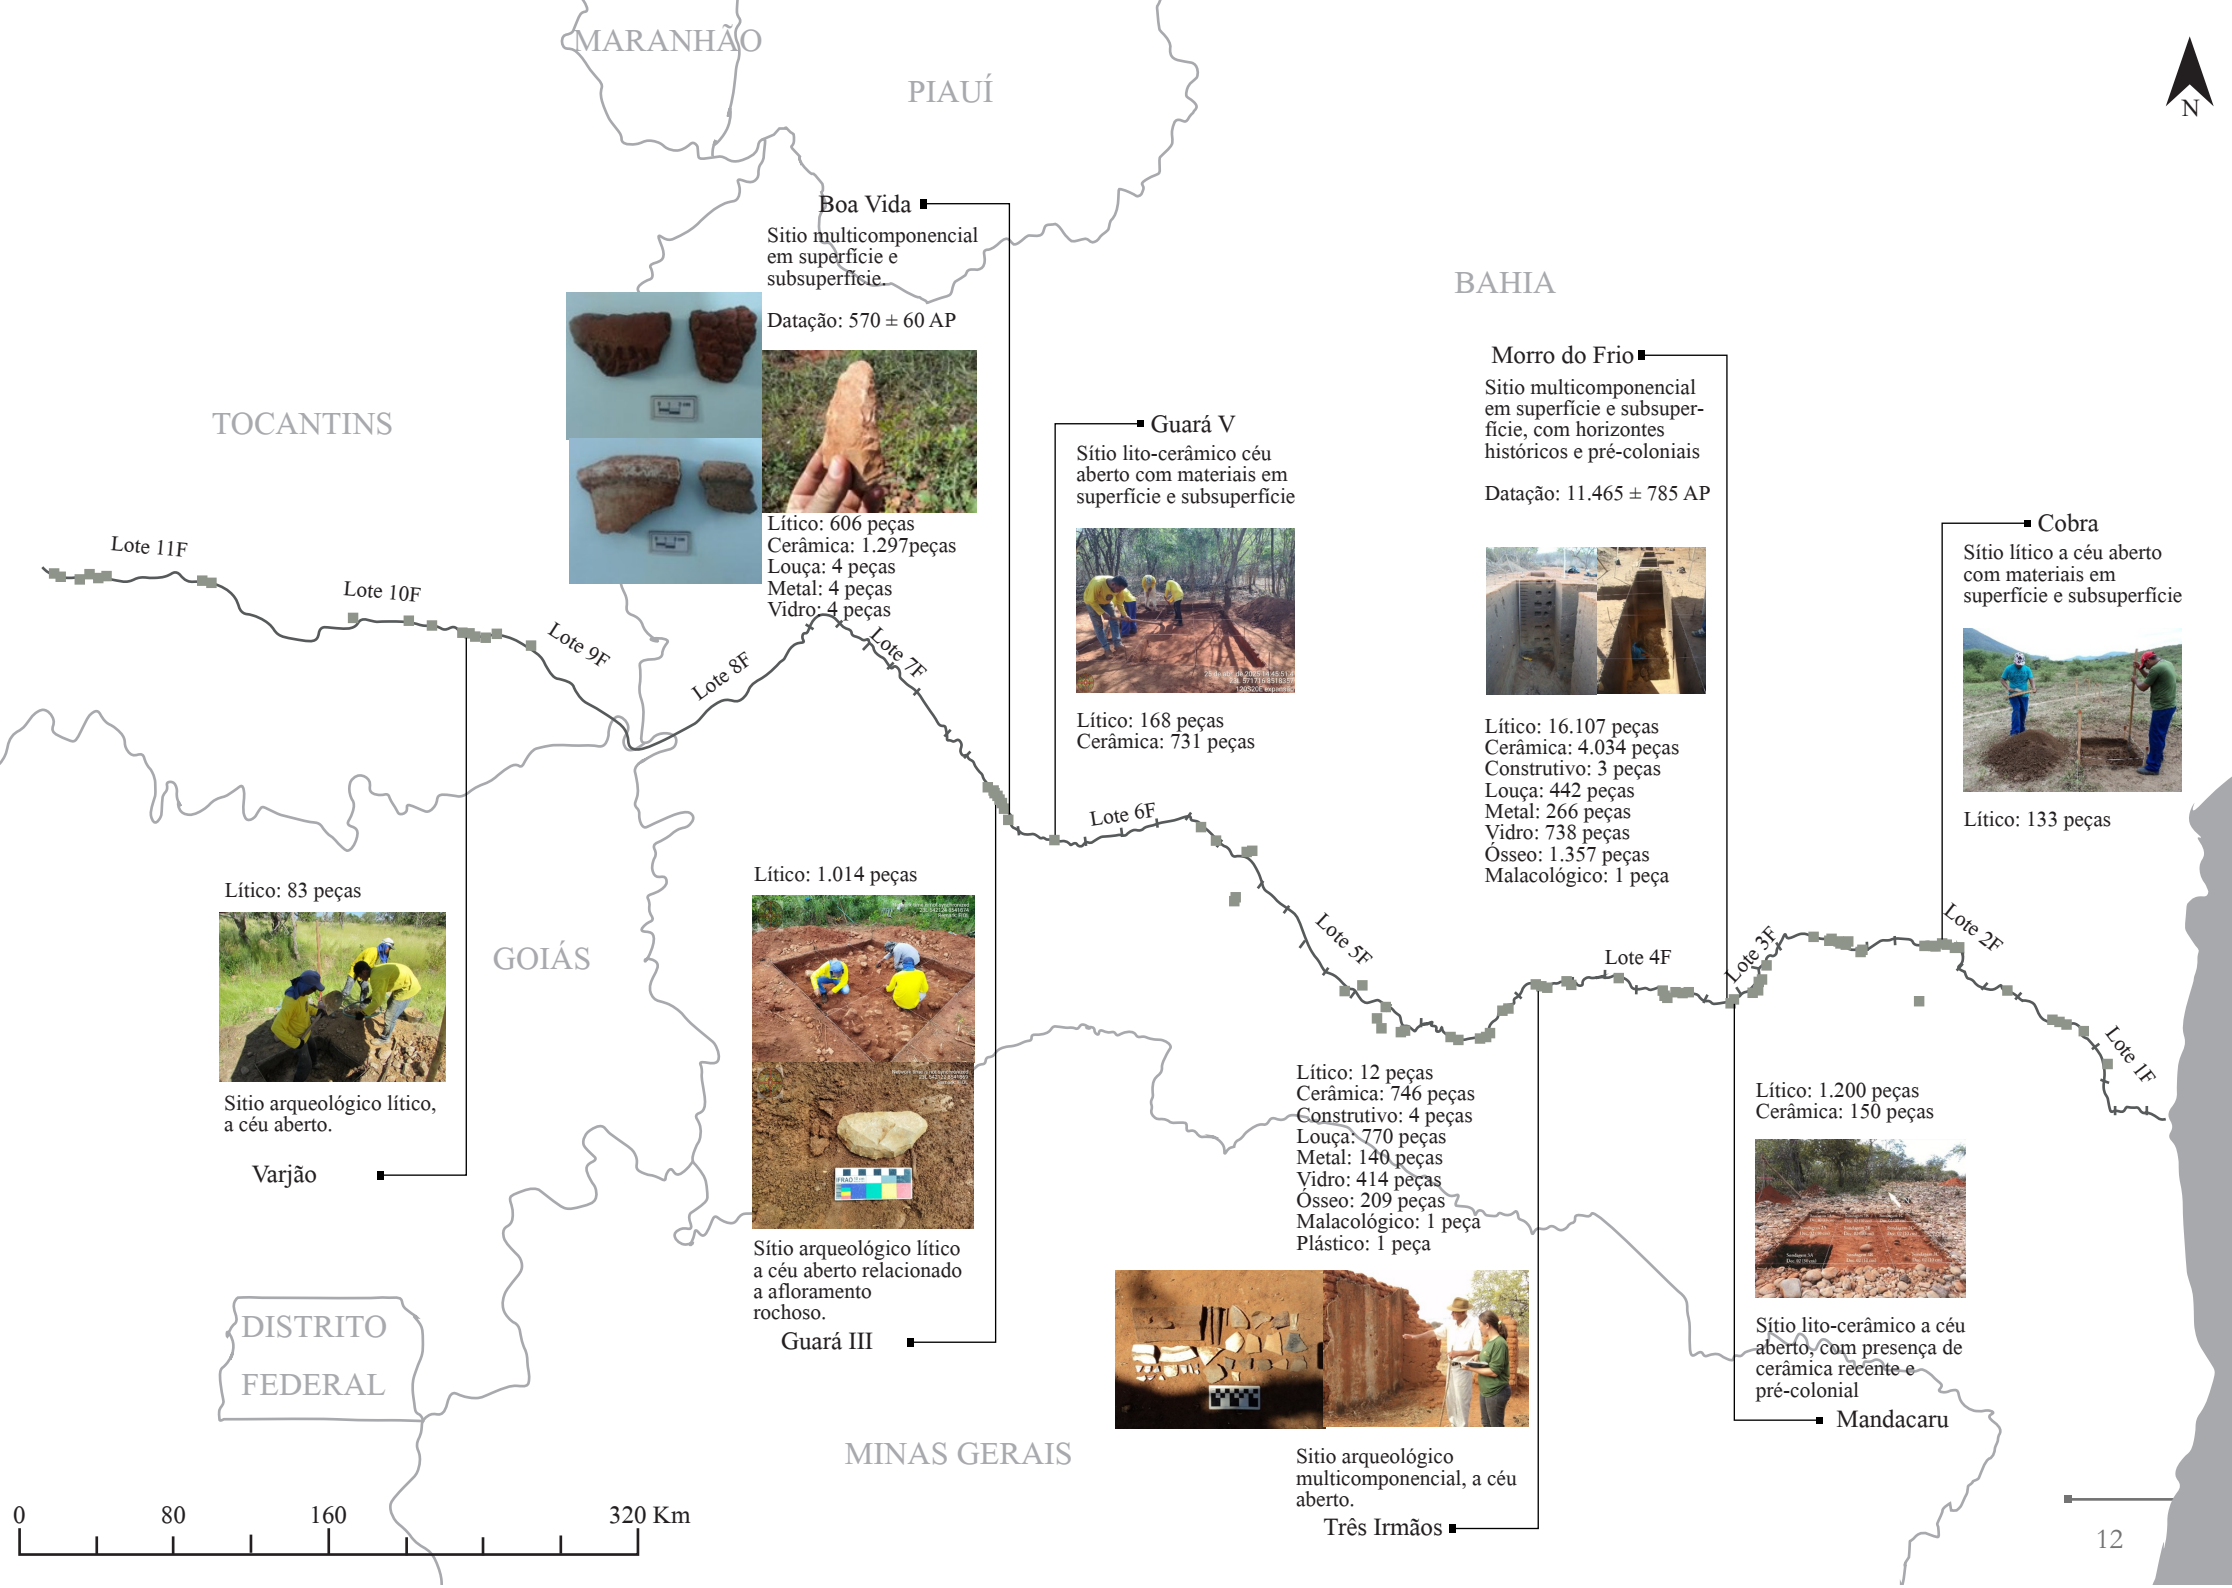 MARANHÃO
PIAUÍ
N
Boa Vida
Sitio multicomponencial
em superfície e
subsuperfície.
Datação: 570 ± 60 AP
Lítico: 606 peças
Cerâmica: 1.297peças
Louça: 4 peças
Metal: 4 peças
Vidro: 4 peças
BAHIA
TOCANTINS
Guará V
Sítio lito-cerâmico céu
aberto com materiais em
superfície e subsuperfície
Lítico: 168 peças
Cerâmica: 731 peças
Morro do Frio
Sitio multicomponencial
em superfície e subsuper-
fície, com horizontes
históricos e pré-coloniais
Datação: 11.465 ± 785 AP
Lítico: 16.107 peças
Cerâmica: 4.034 peças
Construtivo: 3 peças
Louça: 442 peças
Metal: 266 peças
Vidro: 738 peças
Ósseo: 1.357 peças
Malacológico: 1 peça
Cobra
Sítio lítico a céu aberto
com materiais em
superfície e subsuperfície
Lítico: 133 peças
Lote 11F
Lote 10F
Lote 9F
Lote 8F
Lote 7F
Lote 6F
Lote 5F
Lote 4F
Lote 3F
Lote 2F
Lote 1F
Lítico: 83 peças
Sitio arqueológico lítico,
a céu aberto.
Varjão
GOIÁS
Lítico: 1.014 peças
Sítio arqueológico lítico
a céu aberto relacionado
a afloramento
rochoso.
Guará III
Lítico: 12 peças
Cerâmica: 746 peças
Construtivo: 4 peças
Louça: 770 peças
Metal: 140 peças
Vidro: 414 peças
Ósseo: 209 peças
Malacológico: 1 peça
Plástico: 1 peça
Sitio arqueológico
multicomponencial, a céu
aberto.
Três Irmãos
Lítico: 1.200 peças
Cerâmica: 150 peças
Sítio lito-cerâmico a céu
aberto, com presença de
cerâmica recente e
pré-colonial
Mandacaru
DISTRITO
FEDERAL
MINAS GERAIS
0 80 160 320 Km
12